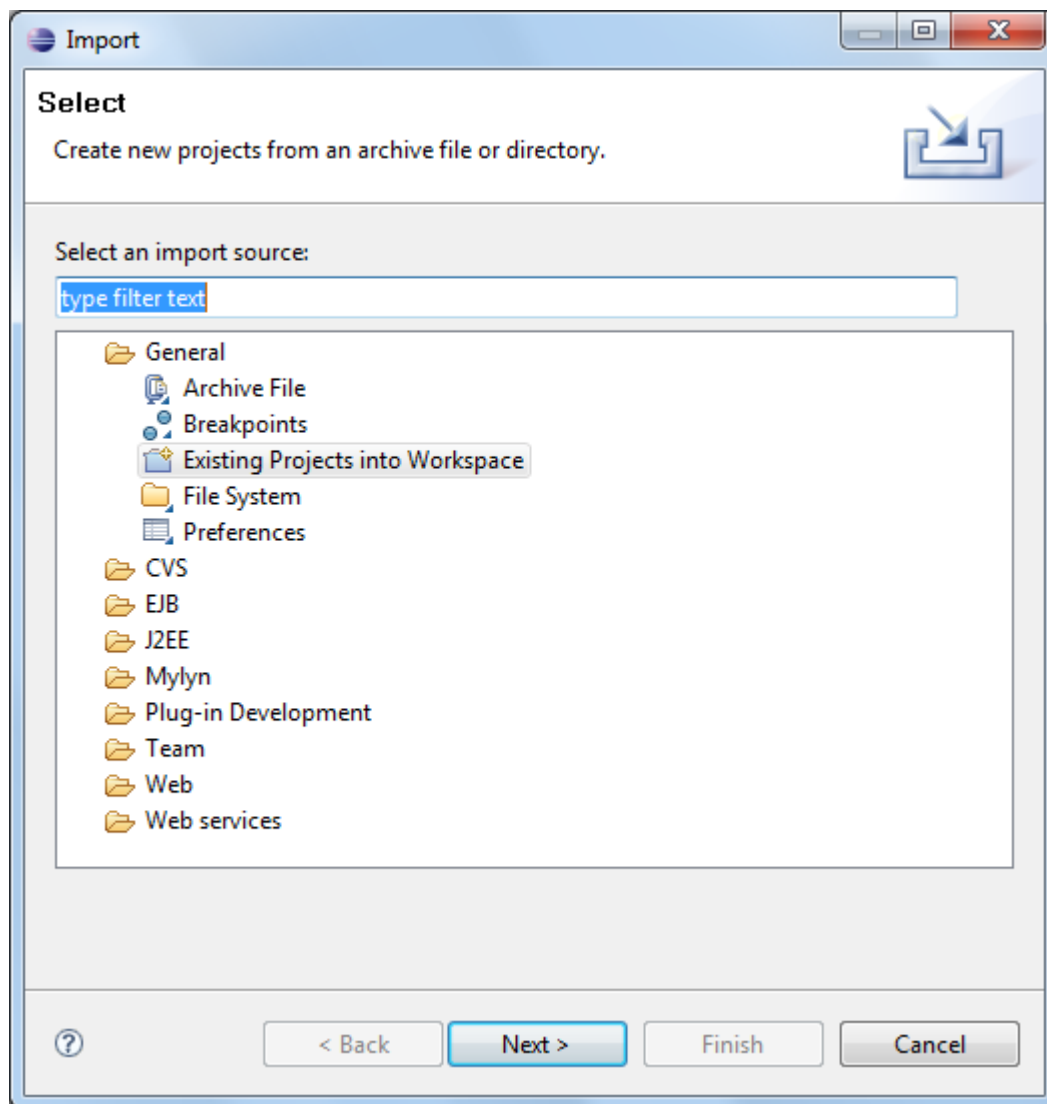 Import
Select
Create new projects from an archive file or directory.
Select an import source:
type filter text
General
Archive File
Breakpoints
Existing Projects into Workspace
File System
Preferences
CVS
EJB
J2EE
Mylyn
Plug-in Development
Team
Web
Web services
? < Back Next > Finish Cancel